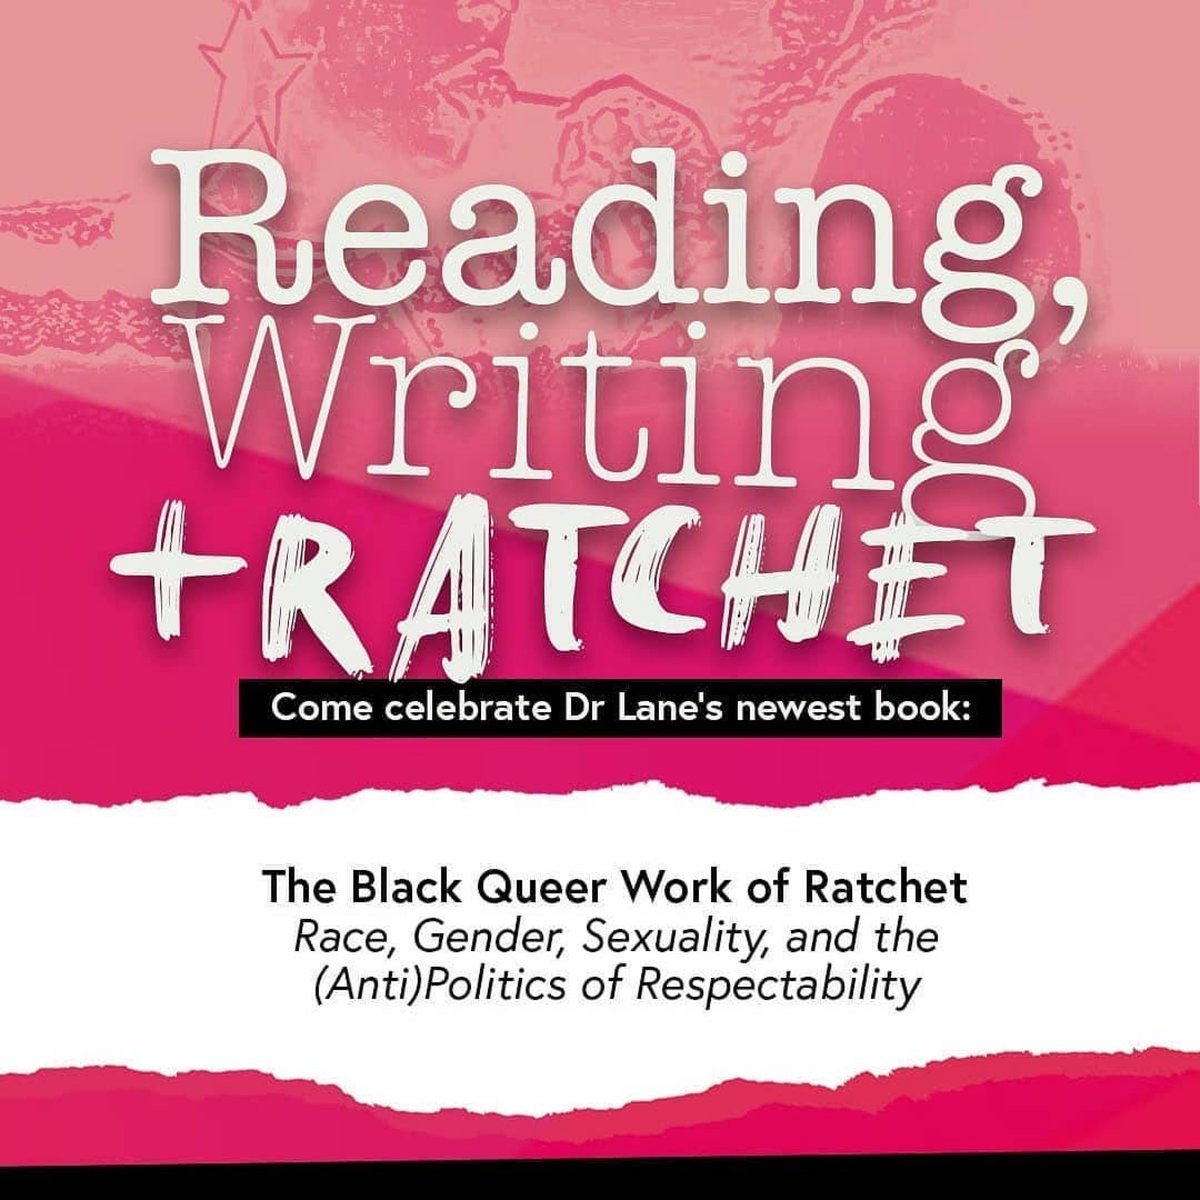 Reading,
Writing
+RATCHET
Come celebrate Dr Lane's newest book:
The Black Queer Work of Ratchet
Race, Gender, Sexuality, and the
(Anti)Politics of Respectability